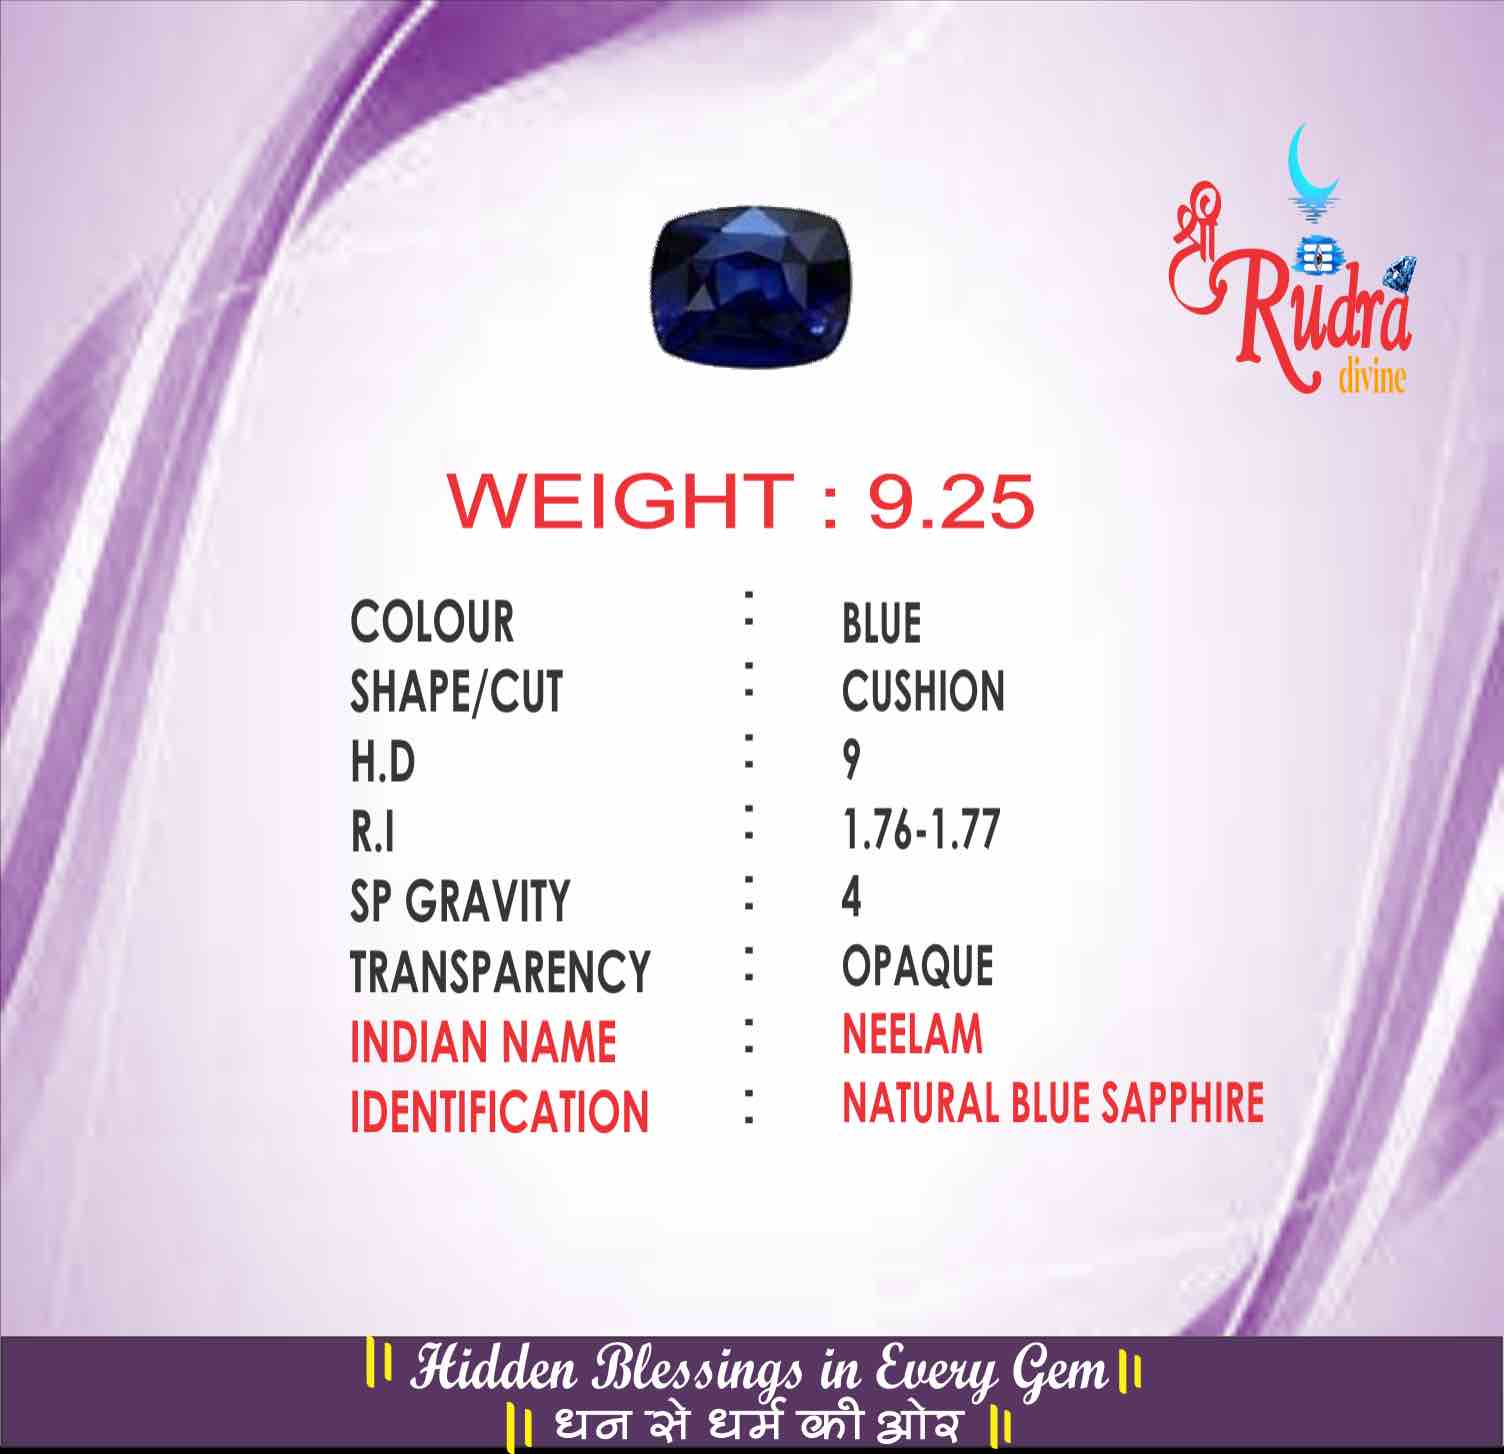 श्री
Rudra
divine
WEIGHT : 9.25
COLOUR : BLUE
SHAPE/CUT : CUSHION
H.D : 9
R.I : 1.76-1.77
SP GRAVITY : 4
TRANSPARENCY : OPAQUE
INDIAN NAME : NEELAM
IDENTIFICATION : NATURAL BLUE SAPPHIRE
|| Hidden Blessings in Every Gem ||
|| धन से धर्म की ओर ||